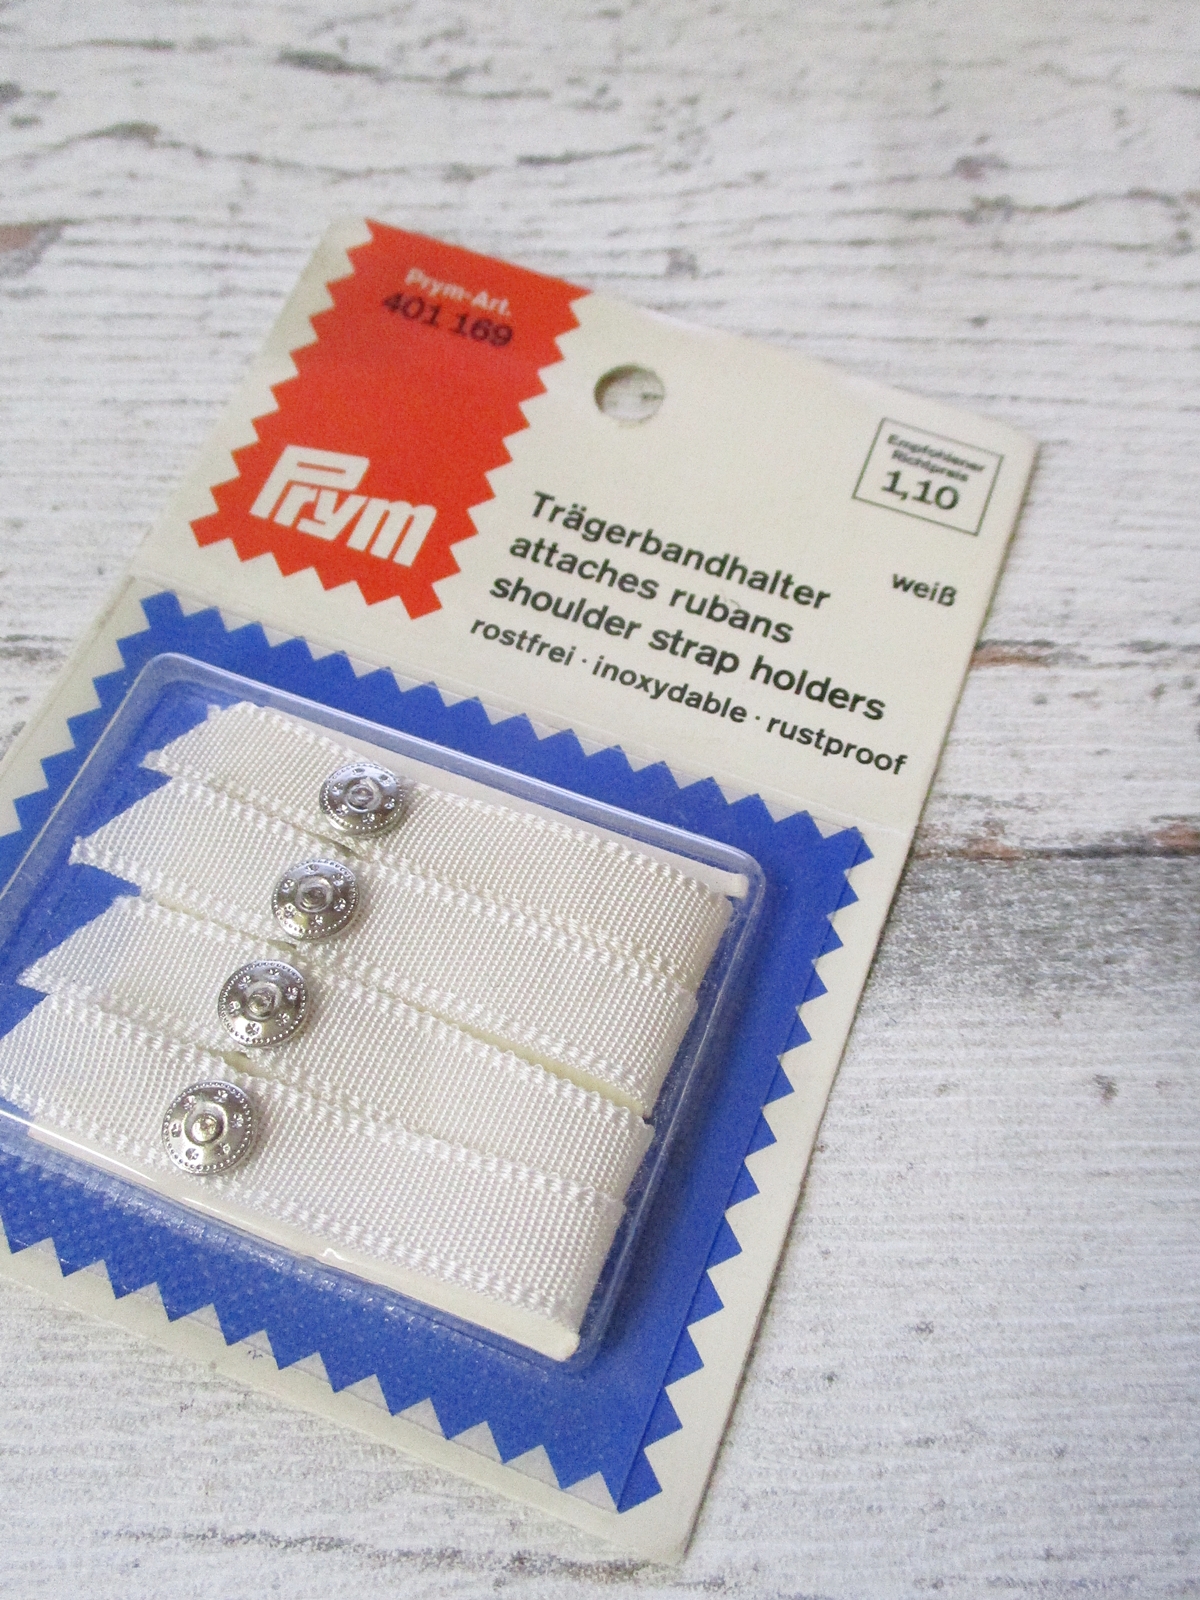 Prym-Art.
401 169
Prym
Empfohlener
Richtpreis
1,10
Trägerbandhalter
attaches rubans
shoulder strap holders
rostfrei · inoxydable · rustproof
weiß